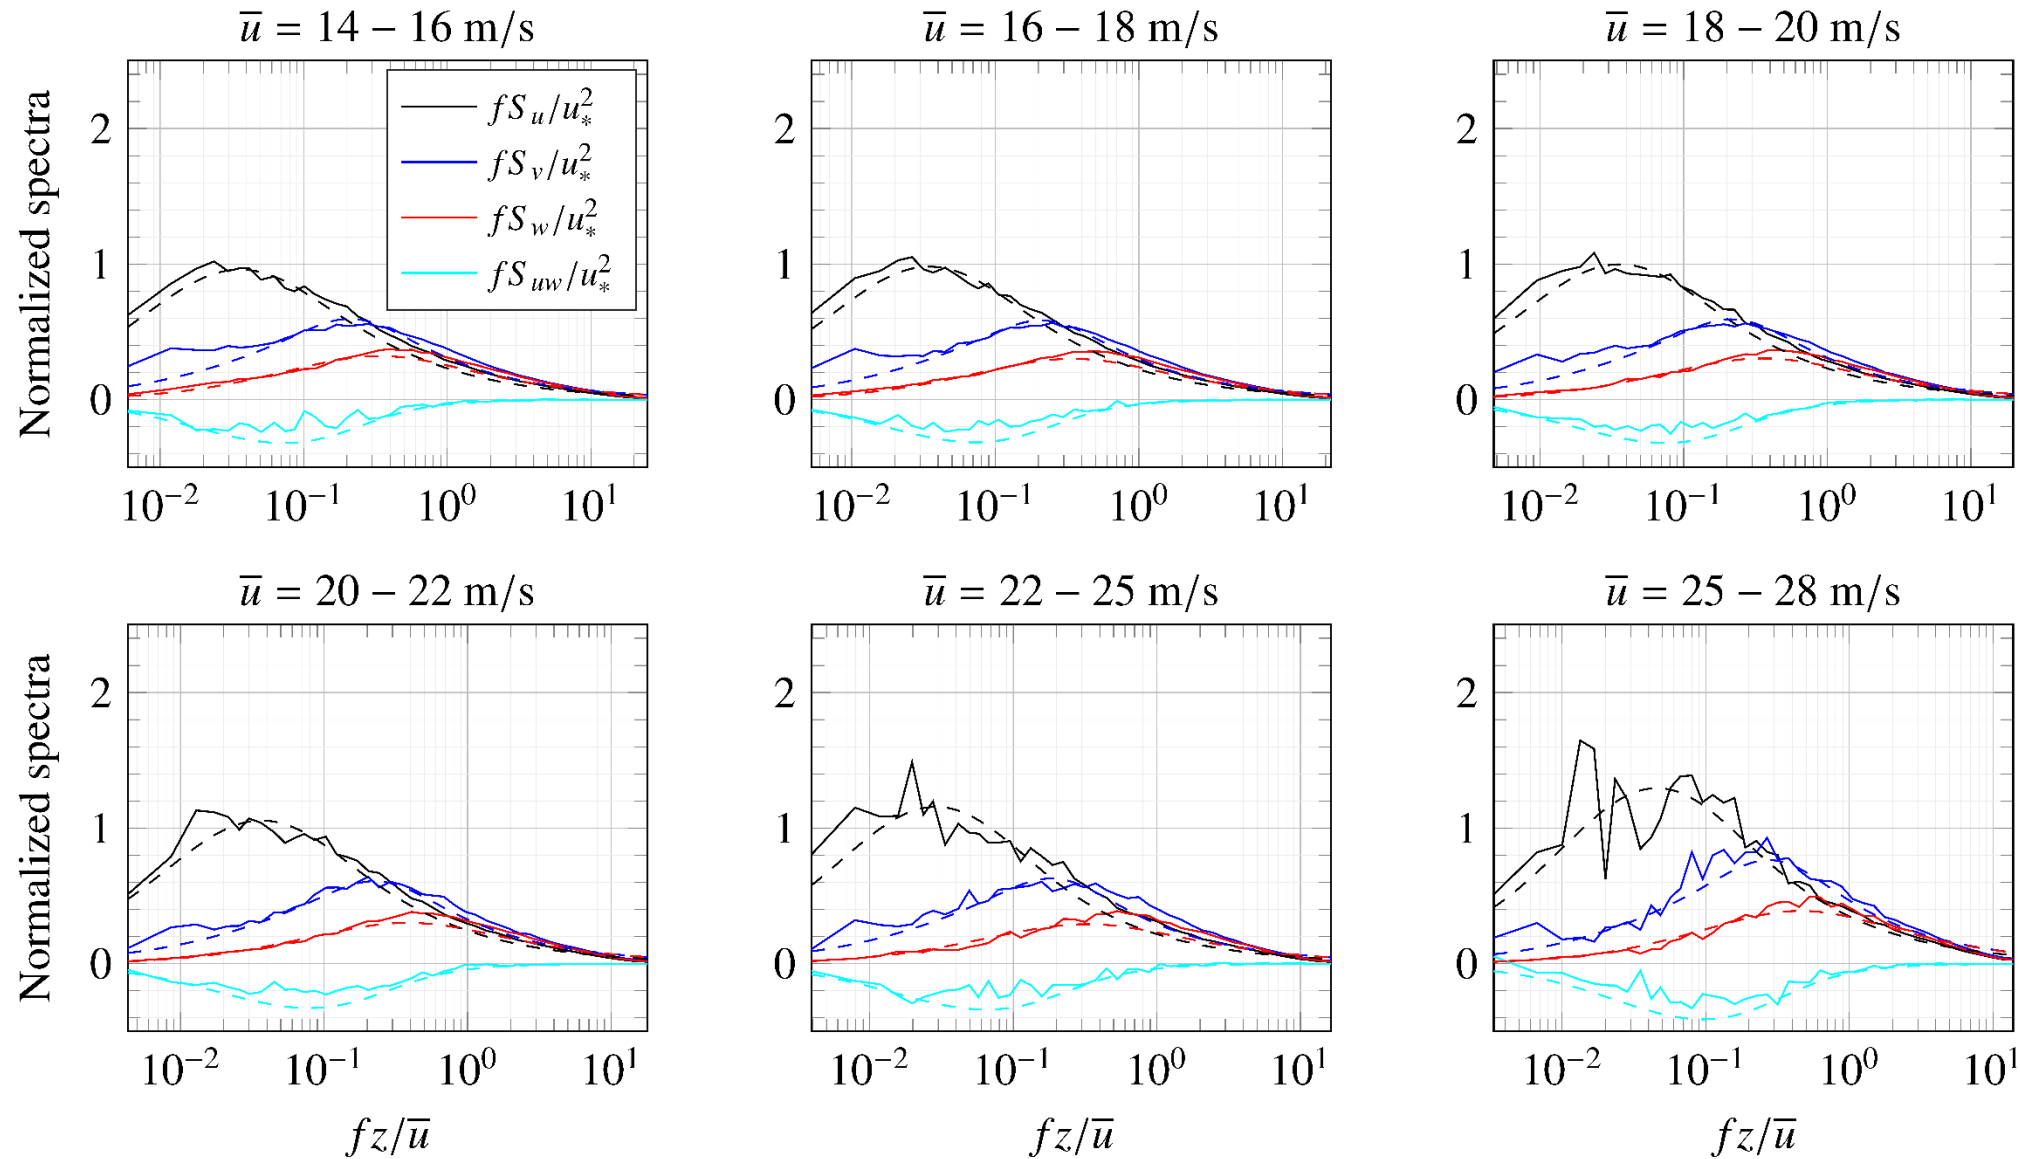 u̅ = 14 − 16 m/s
u̅ = 16 − 18 m/s
u̅ = 18 − 20 m/s
Normalized spectra
2
1
0
fS_u/u_*^2
fS_v/u_*^2
fS_w/u_*^2
fS_uw/u_*^2
10^−2 10^−1 10^0 10^1
2
1
0
10^−2 10^−1 10^0 10^1
2
1
0
10^−2 10^−1 10^0 10^1
u̅ = 20 − 22 m/s
u̅ = 22 − 25 m/s
u̅ = 25 − 28 m/s
Normalized spectra
2
1
0
10^−2 10^−1 10^0 10^1
fz/u̅
2
1
0
10^−2 10^−1 10^0 10^1
fz/u̅
2
1
0
10^−2 10^−1 10^0 10^1
fz/u̅